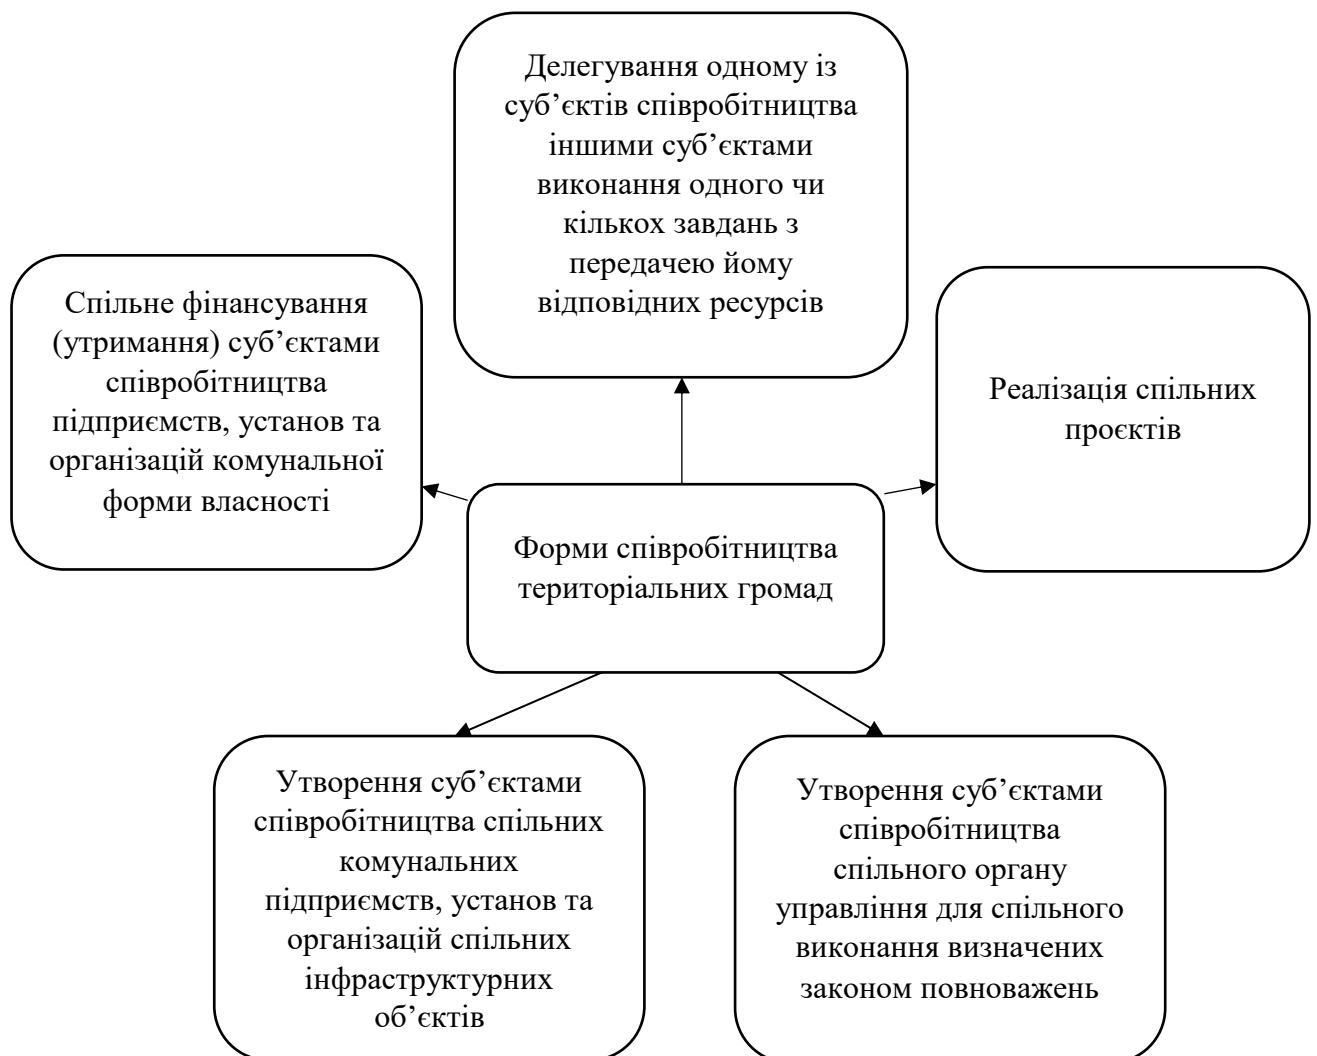 Делегування одному із
суб’єктів співробітництва
іншими суб’єктами
виконання одного чи
кількох завдань з
передачею йому
відповідних ресурсів
Спільне фінансування
(утримання) суб’єктами
співробітництва
підприємств, установ та
організацій комунальної
форми власності
Реалізація спільних
проєктів
Форми співробітництва
територіальних громад
Утворення суб’єктами
співробітництва спільних
комунальних
підприємств, установ та
організацій спільних
інфраструктурних
об’єктів
Утворення суб’єктами
співробітництва
спільного органу
управління для спільного
виконання визначених
законом повноважень